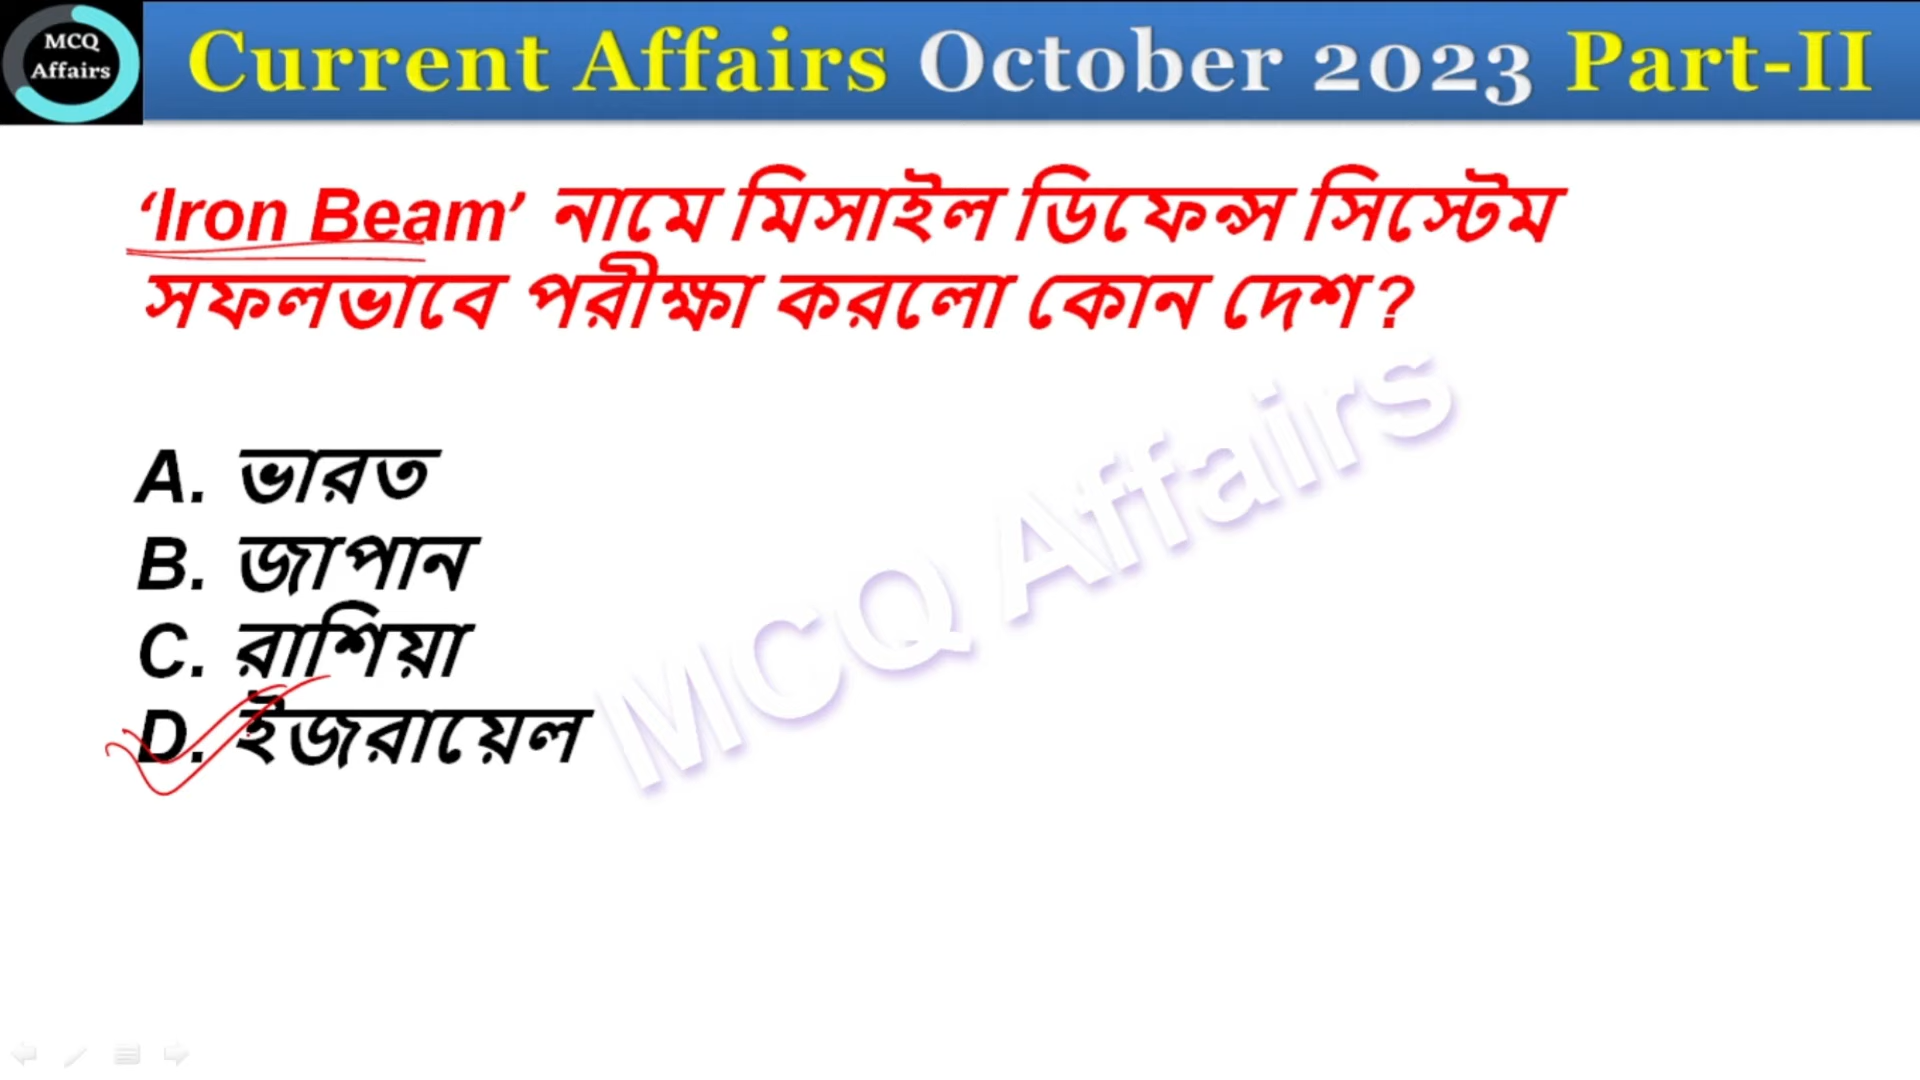 MCQ
Affairs
Current Affairs October 2023 Part-II
‘Iron Beam’ নামে মিসাইল ডিফেন্স সিস্টেম
সফলভাবে পরীক্ষা করলো কোন দেশ?
A. ভারত
B. জাপান
C. রাশিয়া
D. ইজরায়েল
MCQ Affairs